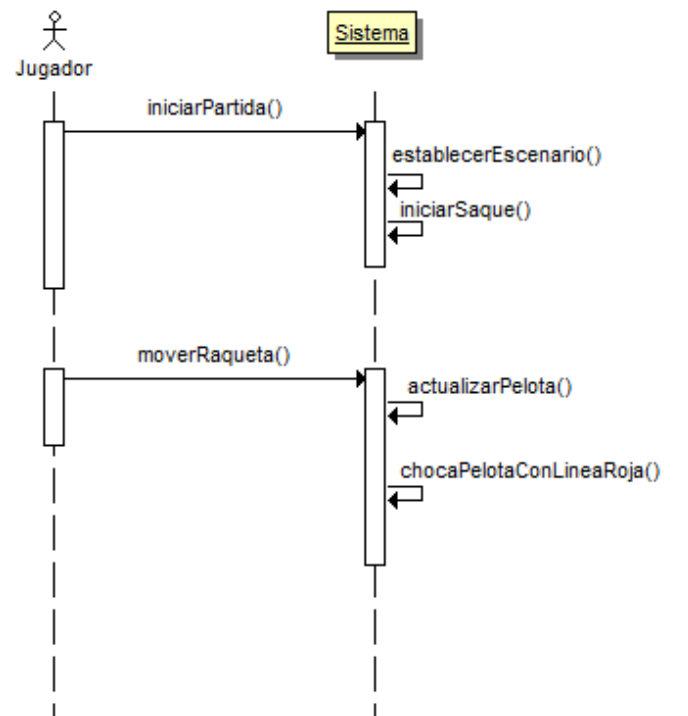 Jugador
Sistema
iniciarPartida()
establecerEscenario()
iniciarSaque()
moverRaqueta()
actualizarPelota()
chocaPelotaConLineaRoja()